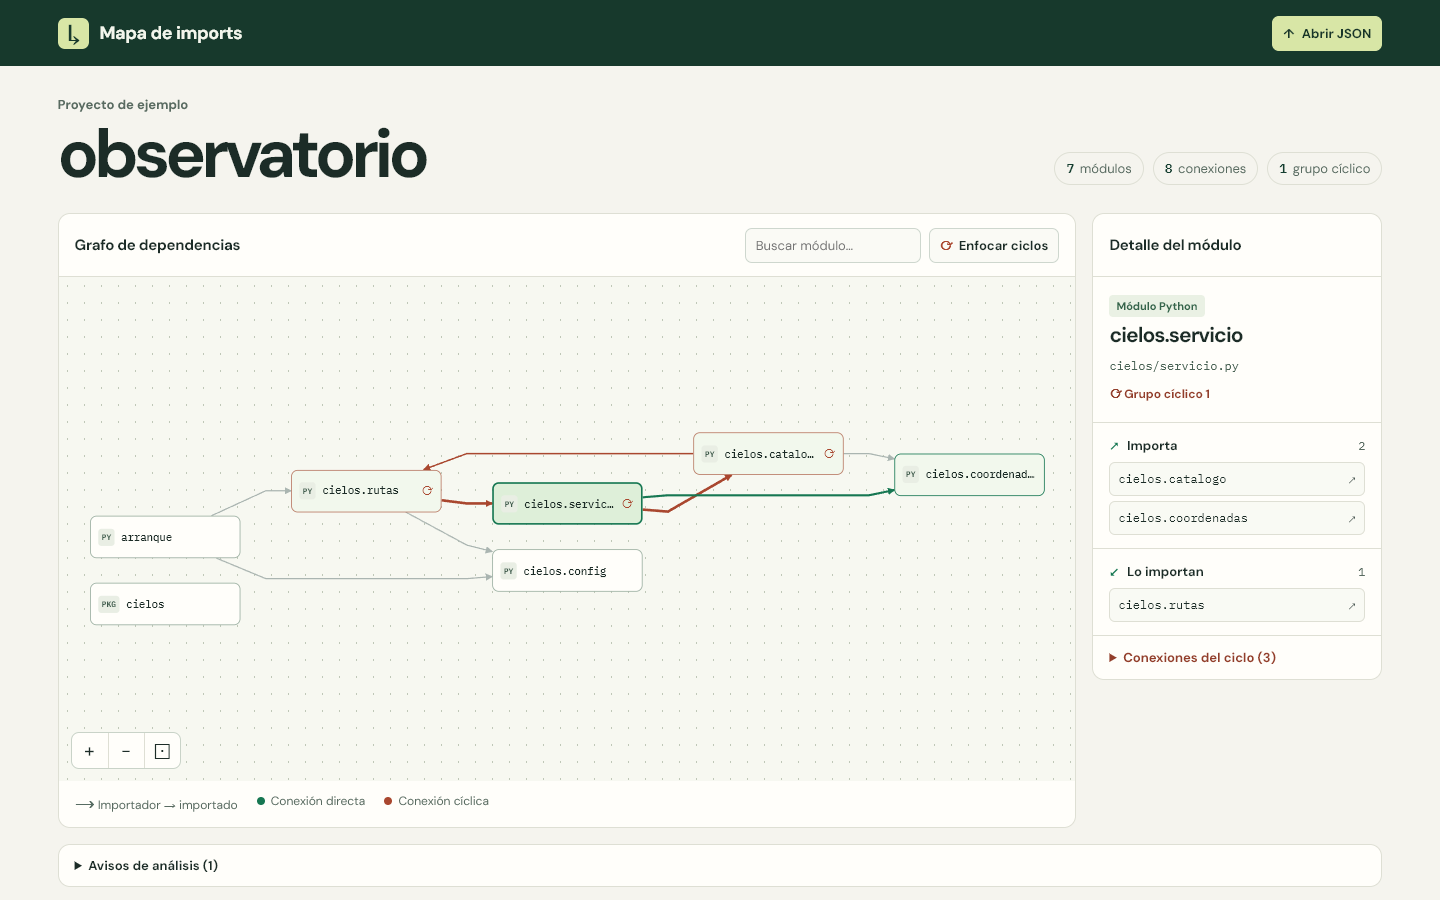 Mapa de imports
↑ Abrir JSON
Proyecto de ejemplo
observatorio
7 módulos
8 conexiones
1 grupo cíclico
Grafo de dependencias
Buscar módulo...
⟳ Enfocar ciclos
Detalle del módulo
Módulo Python
cielos.servicio
cielos/servicio.py
⟳ Grupo cíclico 1
↗ Importa 2
cielos.catalogo ↗
cielos.coordenadas ↗
↙ Lo importan 1
cielos.rutas ↗
▶ Conexiones del ciclo (3)
PY cielos.catalo… ⟳
PY cielos.coordenad…
PY cielos.rutas ⟳
PY cielos.servic… ⟳
PY arranque
PY cielos.config
PKG cielos
+ − ⊡
⟶ Importador → importado
Conexión directa
Conexión cíclica
▶ Avisos de análisis (1)